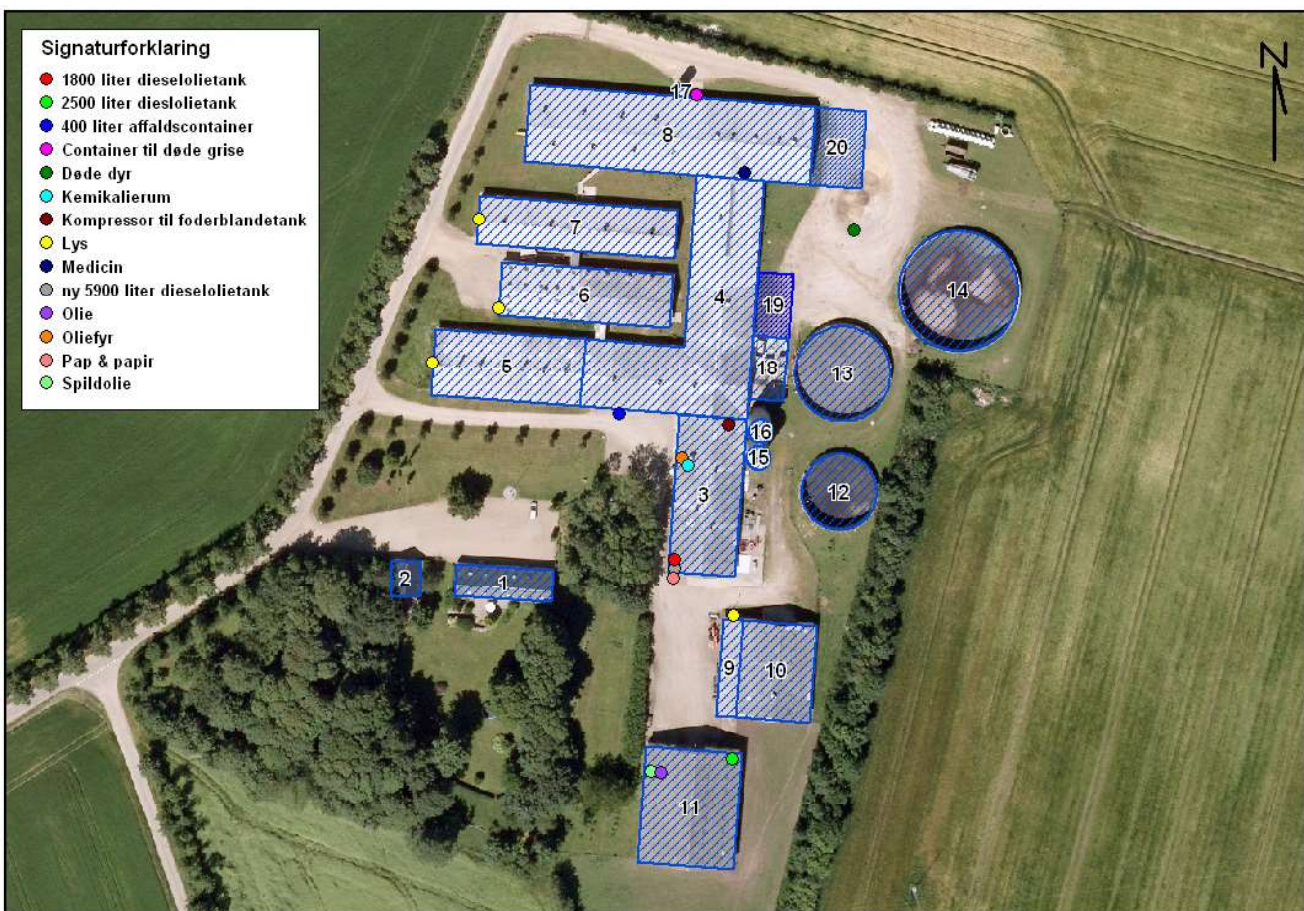 Signaturforklaring
1800 liter dieselolietank
2500 liter dieslolietank
400 liter affaldscontainer
Container til døde grise
Døde dyr
Kemikalierum
Kompressor til foderblandetank
Lys
Medicin
ny 5900 liter dieselolietank
Olie
Oliefyr
Pap & papir
Spildolie
N
17
8
20
7
4
6
19
14
5
18
13
16
15
3
12
2
1
9
10
11